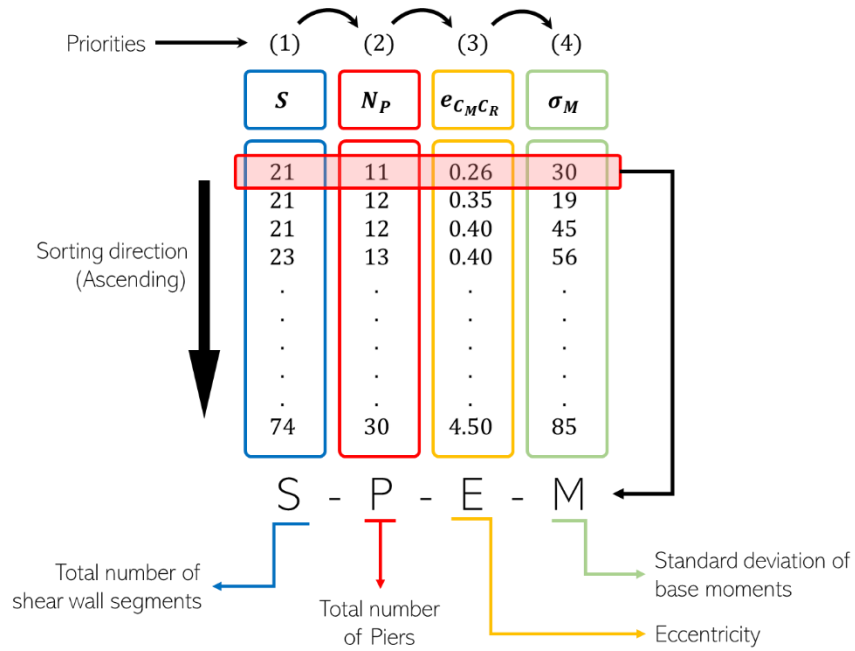 Priorities (1) (2) (3) (4)
S N_P e_{C_M C_R} σ_M
21 11 0.26 30
21 12 0.35 19
21 12 0.40 45
23 13 0.40 56
Sorting direction
(Ascending)
. . . .
. . . .
. . . .
. . . .
. . . .
74 30 4.50 85
S - P - E - M
Total number of
shear wall segments
Total number
of Piers
Standard deviation of
base moments
Eccentricity